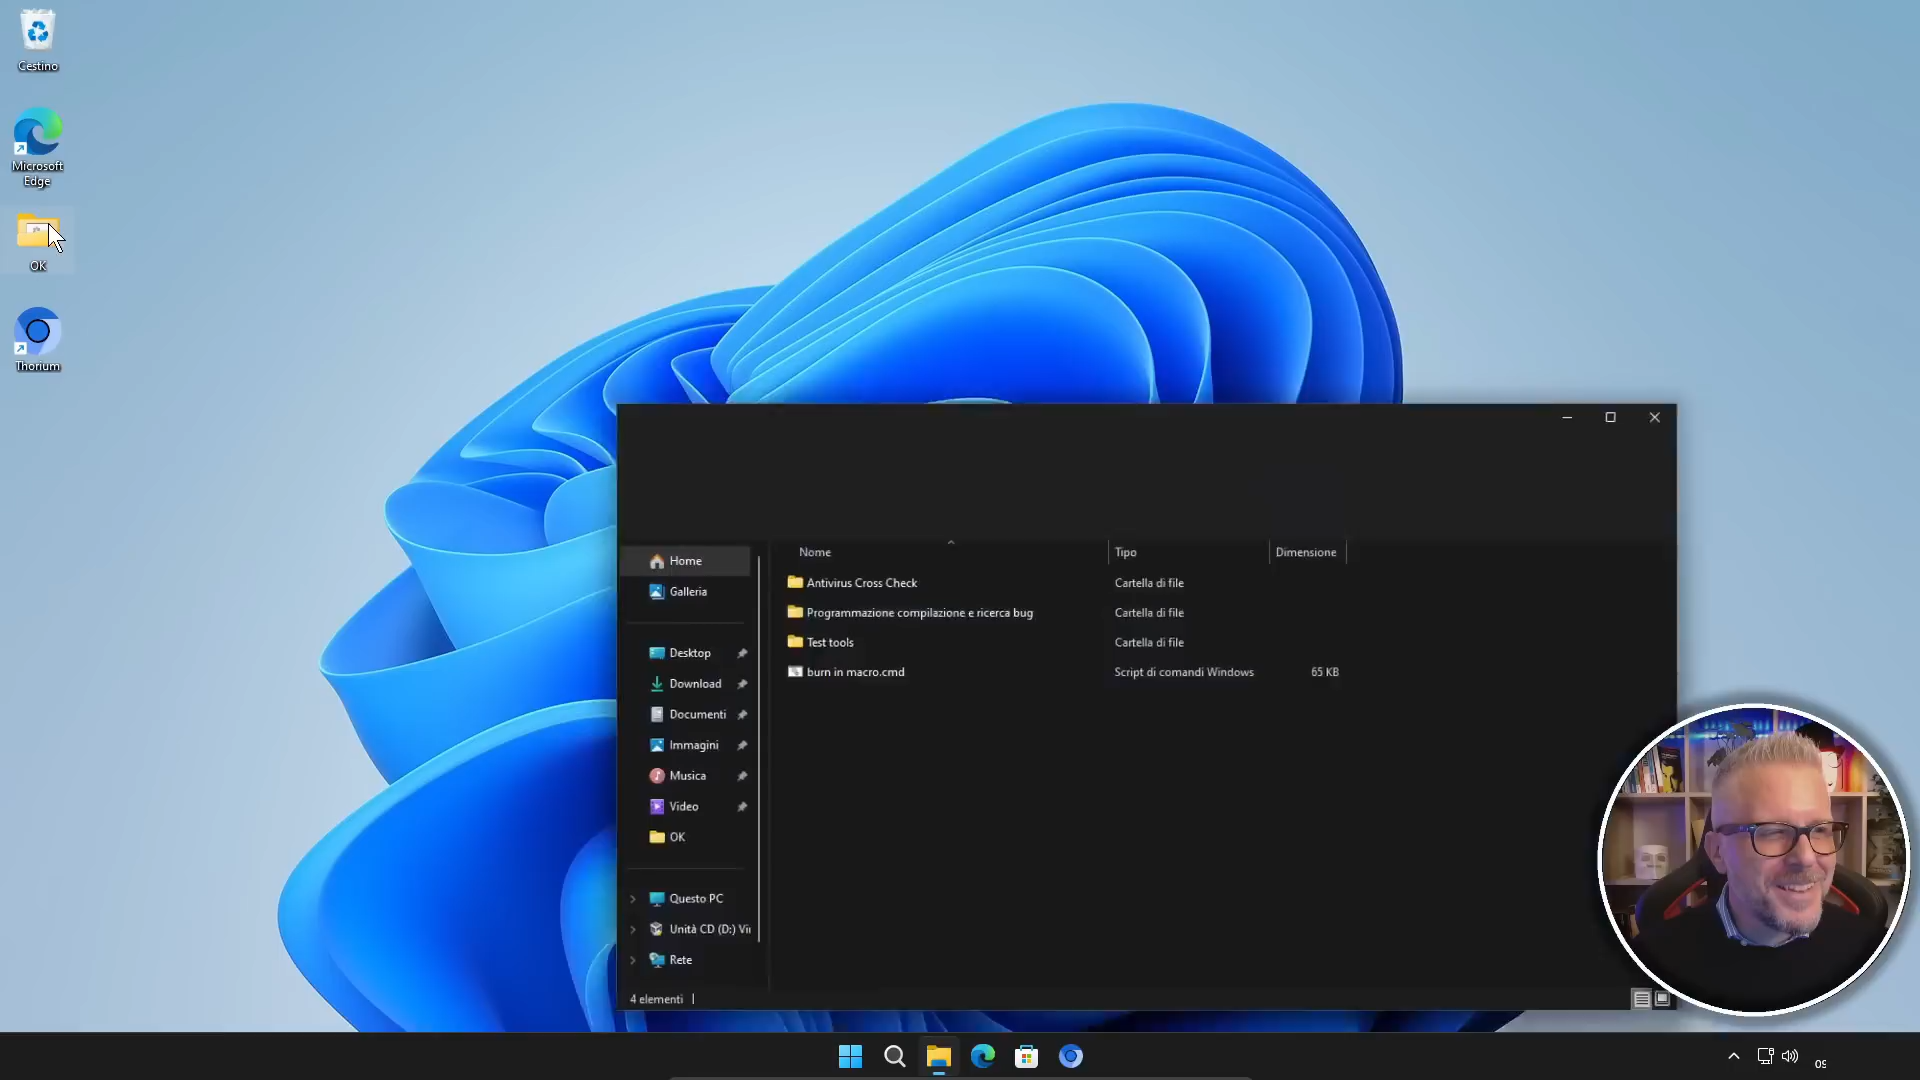 Cestino
Microsoft
Edge
OK
Thorium
Nome
Tipo
Dimensione
Home
Galleria
Desktop
Download
Documenti
Immagini
Musica
Video
OK
Questo PC
Unità CD (D:) Vi
Rete
Antivirus Cross Check
Cartella di file
Programmazione compilazione e ricerca bug
Cartella di file
Test tools
Cartella di file
burn in macro.cmd
Script di comandi Windows
65 KB
4 elementi
09